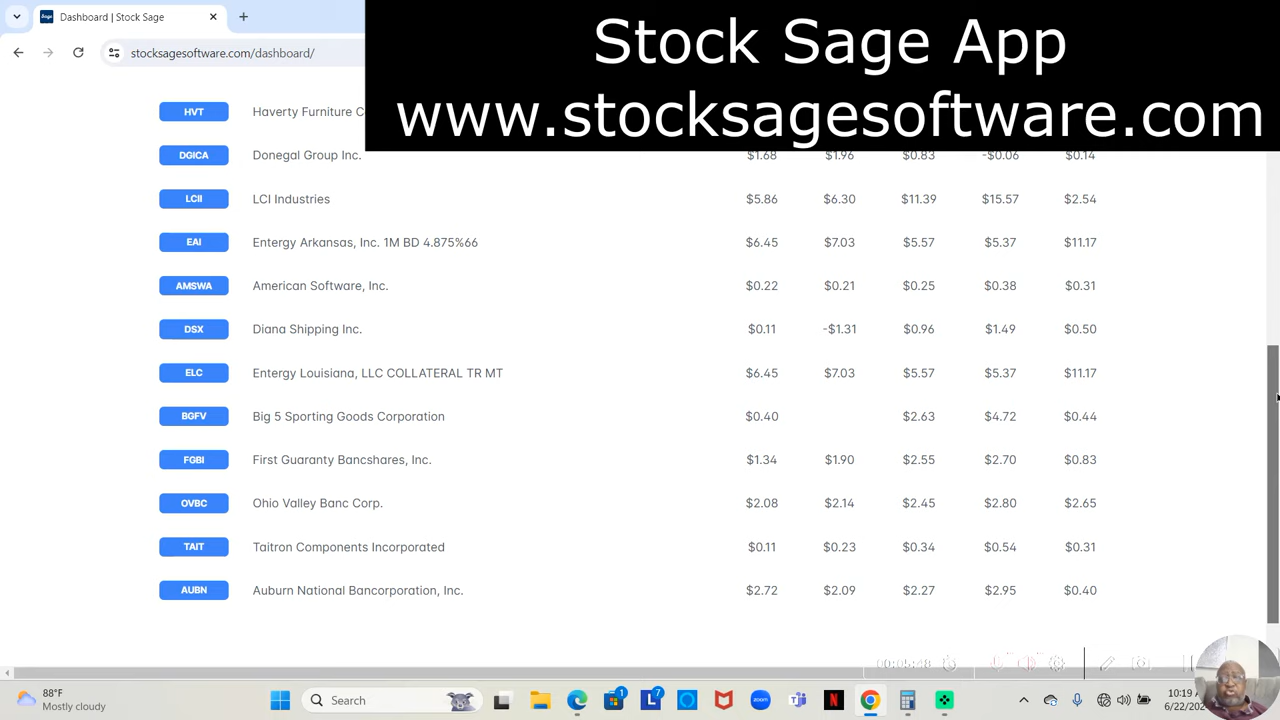 Sage Dashboard | Stock Sage
stocksagesoftware.com/dashboard/
Stock Sage App
www.stocksagesoftware.com
HVT Haverty Furniture C
DGICA Donegal Group Inc. $1.68 $1.96 $0.83 -$0.06 $0.14
LCII LCI Industries $5.86 $6.30 $11.39 $15.57 $2.54
EAI Entergy Arkansas, Inc. 1M BD 4.875%66 $6.45 $7.03 $5.57 $5.37 $11.17
AMSWA American Software, Inc. $0.22 $0.21 $0.25 $0.38 $0.31
DSX Diana Shipping Inc. $0.11 -$1.31 $0.96 $1.49 $0.50
ELC Entergy Louisiana, LLC COLLATERAL TR MT $6.45 $7.03 $5.57 $5.37 $11.17
BGFV Big 5 Sporting Goods Corporation $0.40 $2.63 $4.72 $0.44
FGBI First Guaranty Bancshares, Inc. $1.34 $1.90 $2.55 $2.70 $0.83
OVBC Ohio Valley Banc Corp. $2.08 $2.14 $2.45 $2.80 $2.65
TAIT Taitron Components Incorporated $0.11 $0.23 $0.34 $0.54 $0.31
AUBN Auburn National Bancorporation, Inc. $2.72 $2.09 $2.27 $2.95 $0.40
88°F
Mostly cloudy
Search
1
7
zoom
N
10:19 A
6/22/